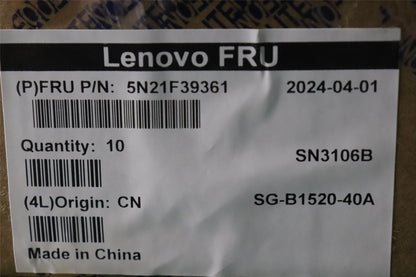 Lenovo FRU
(P)FRU P/N: 5N21F39361 2024-04-01
Quantity: 10
SN3106B
(4L)Origin: CN SG-B1520-40A
Made in China